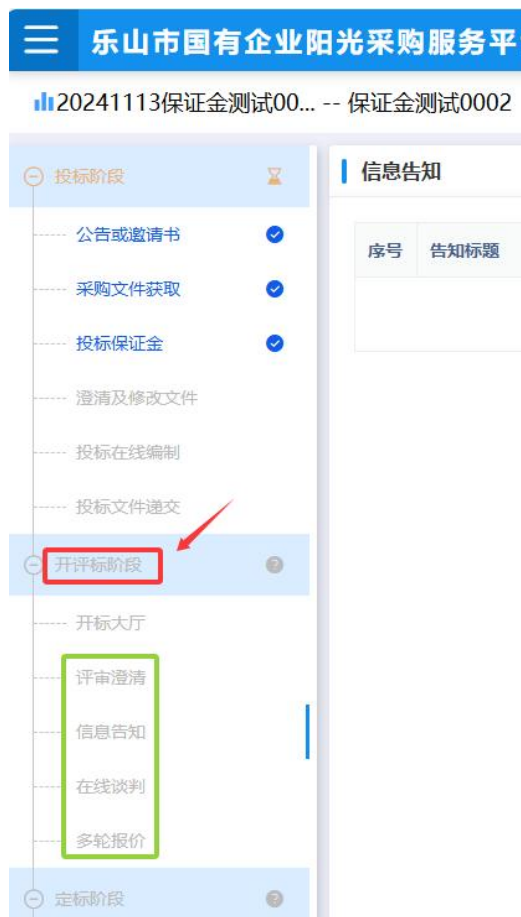 乐山市国有企业阳光采购服务平
20241113保证金测试00... -- 保证金测试0002
投标阶段
公告或邀请书
采购文件获取
投标保证金
澄清及修改文件
投标在线编制
投标文件递交
开评标阶段
开标大厅
评审澄清
信息告知
在线谈判
多轮报价
定标阶段
信息告知
序号 告知标题